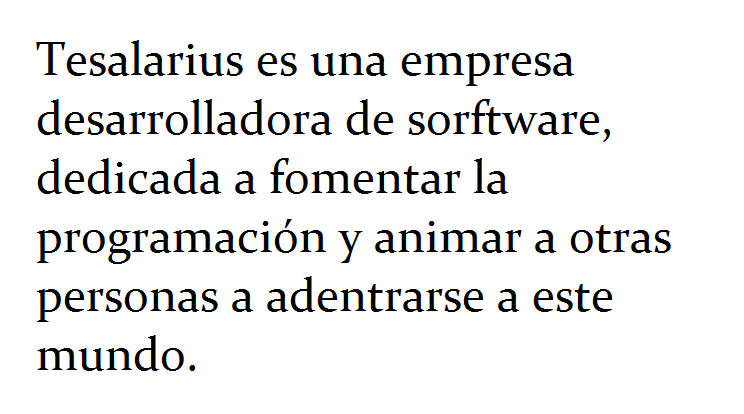 Tesalarius es una empresa
desarrolladora de sorftware,
dedicada a fomentar la
programación y animar a otras
personas a adentrarse a este
mundo.